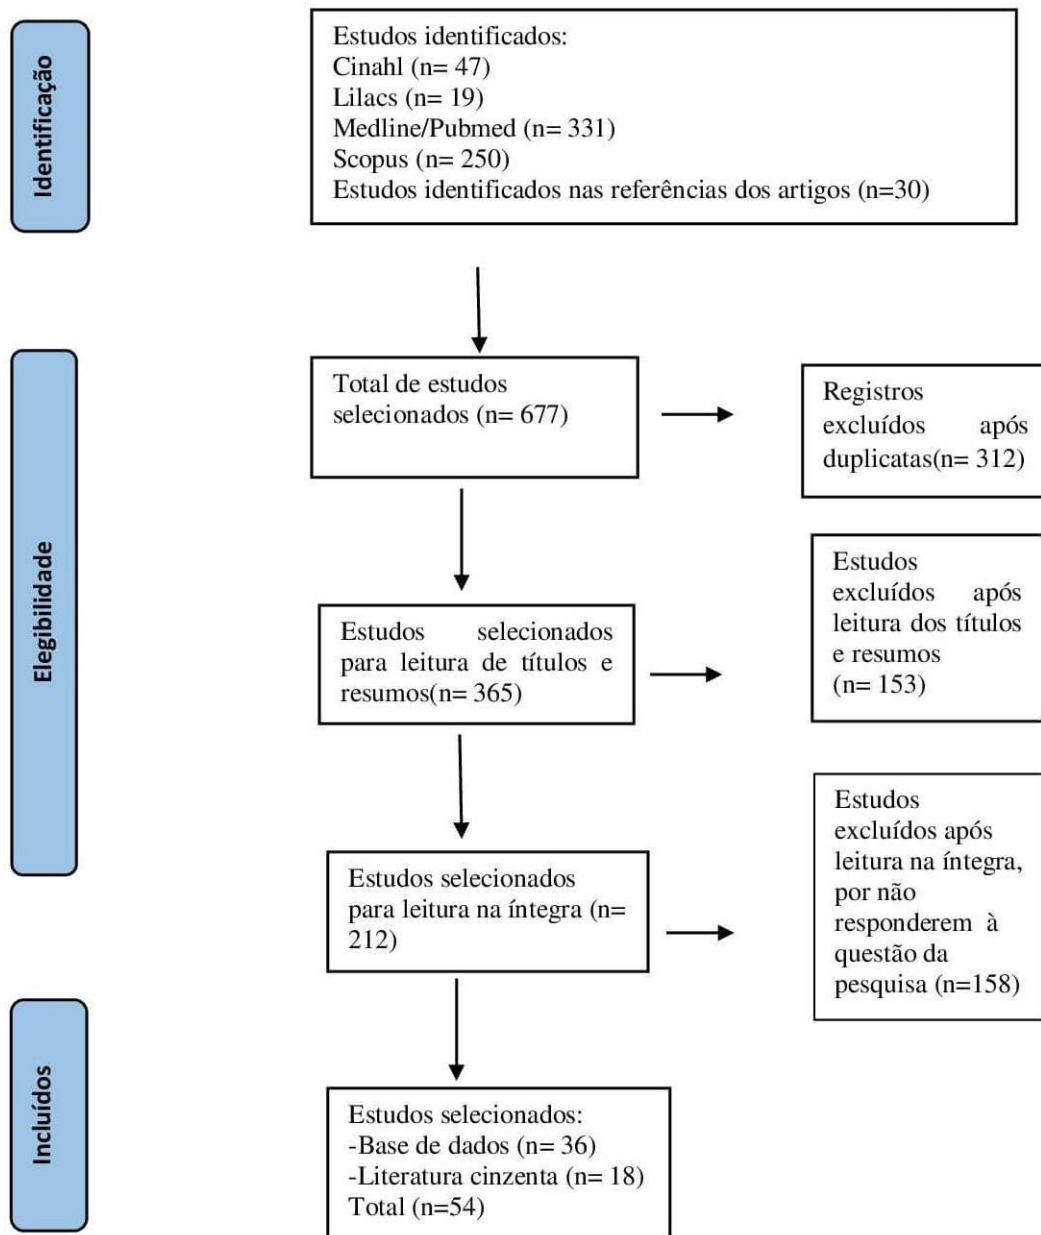 Identificação
Estudos identificados:
Cinahl (n= 47)
Lilacs (n= 19)
Medline/Pubmed (n= 331)
Scopus (n= 250)
Estudos identificados nas referências dos artigos (n=30)
Elegibilidade
Total de estudos
selecionados (n= 677)
Registros
excluídos após
duplicatas(n= 312)
Estudos selecionados
para leitura de títulos e
resumos(n= 365)
Estudos
excluídos após
leitura dos títulos
e resumos
(n= 153)
Estudos selecionados
para leitura na íntegra (n=
212)
Estudos
excluídos após
leitura na íntegra,
por não
responderem à
questão da
pesquisa (n=158)
Incluídos
Estudos selecionados:
-Base de dados (n= 36)
-Literatura cinzenta (n= 18)
Total (n=54)